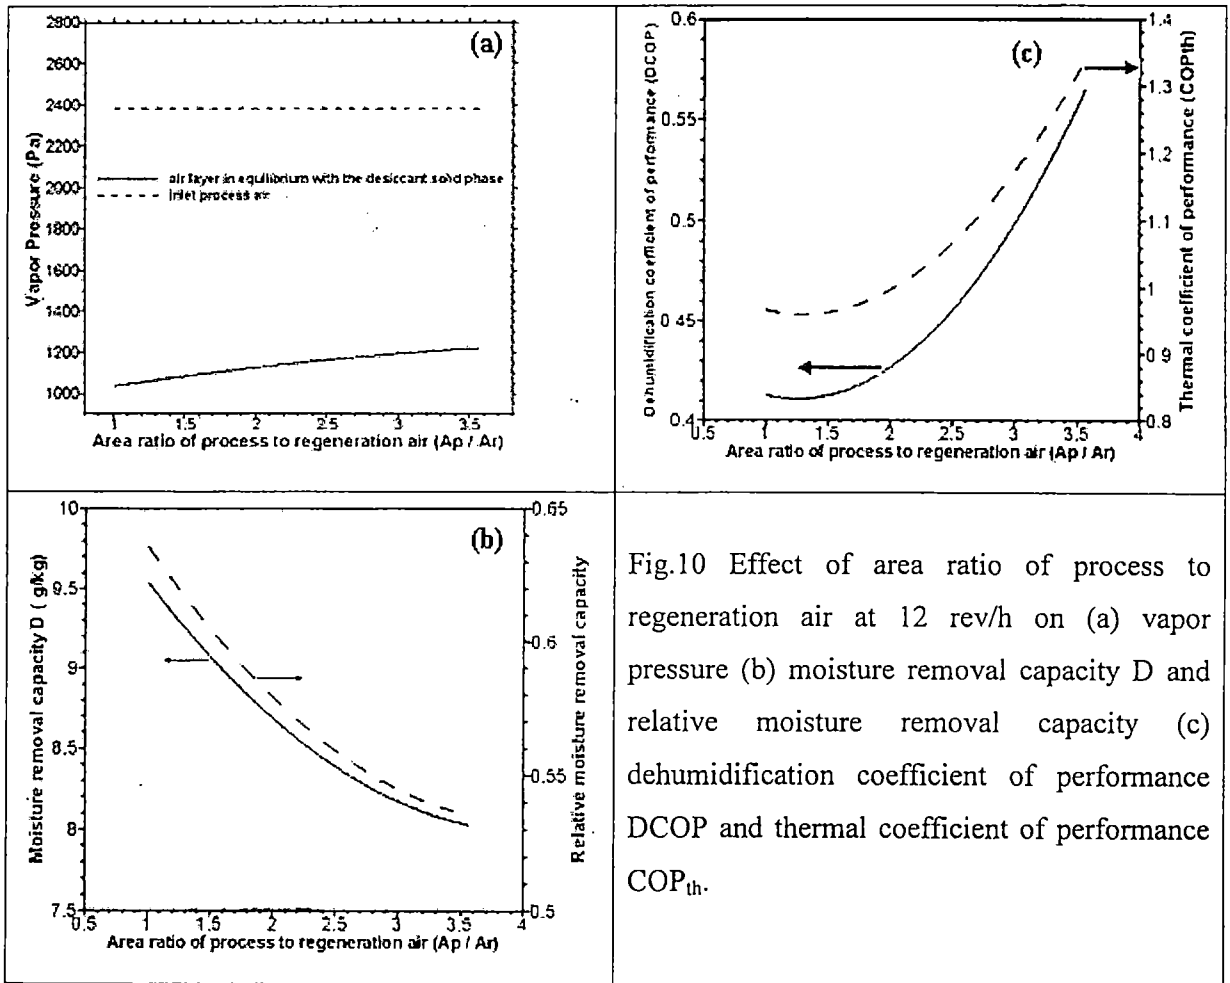 (a)
2800
2600
2400
2200
2000
1800
1600
1400
1200
1000
Vapor Pressure (Pa)
air layer in equilibrium with the desiccant solid phase
inlet process air
1 1.5 2 2.5 3 3.5
Area ratio of process to regeneration air (Ap / Ar)
(c)
0.6
0.55
0.5
0.45
0.4
Dehumidification coefficient of performance (DCOP)
1.4
1.3
1.2
1.1
1
0.9
0.8
Thermal coefficient of performance (COPth)
0.5 1 1.5 2 2.5 3 3.5 4
Area ratio of process to regeneration air (Ap / Ar)
(b)
10
9.5
9
8.5
8
7.5
Moisture removal capacity D ( g/kg)
0.65
0.6
0.55
0.5
Relative moisture removal capacity
0.5 1 1.5 2 2.5 3 3.5 4
Area ratio of process to regeneration air (Ap / Ar)
Fig.10 Effect of area ratio of process to
regeneration air at 12 rev/h on (a) vapor
pressure (b) moisture removal capacity D and
relative moisture removal capacity (c)
dehumidification coefficient of performance
DCOP and thermal coefficient of performance
COPth.